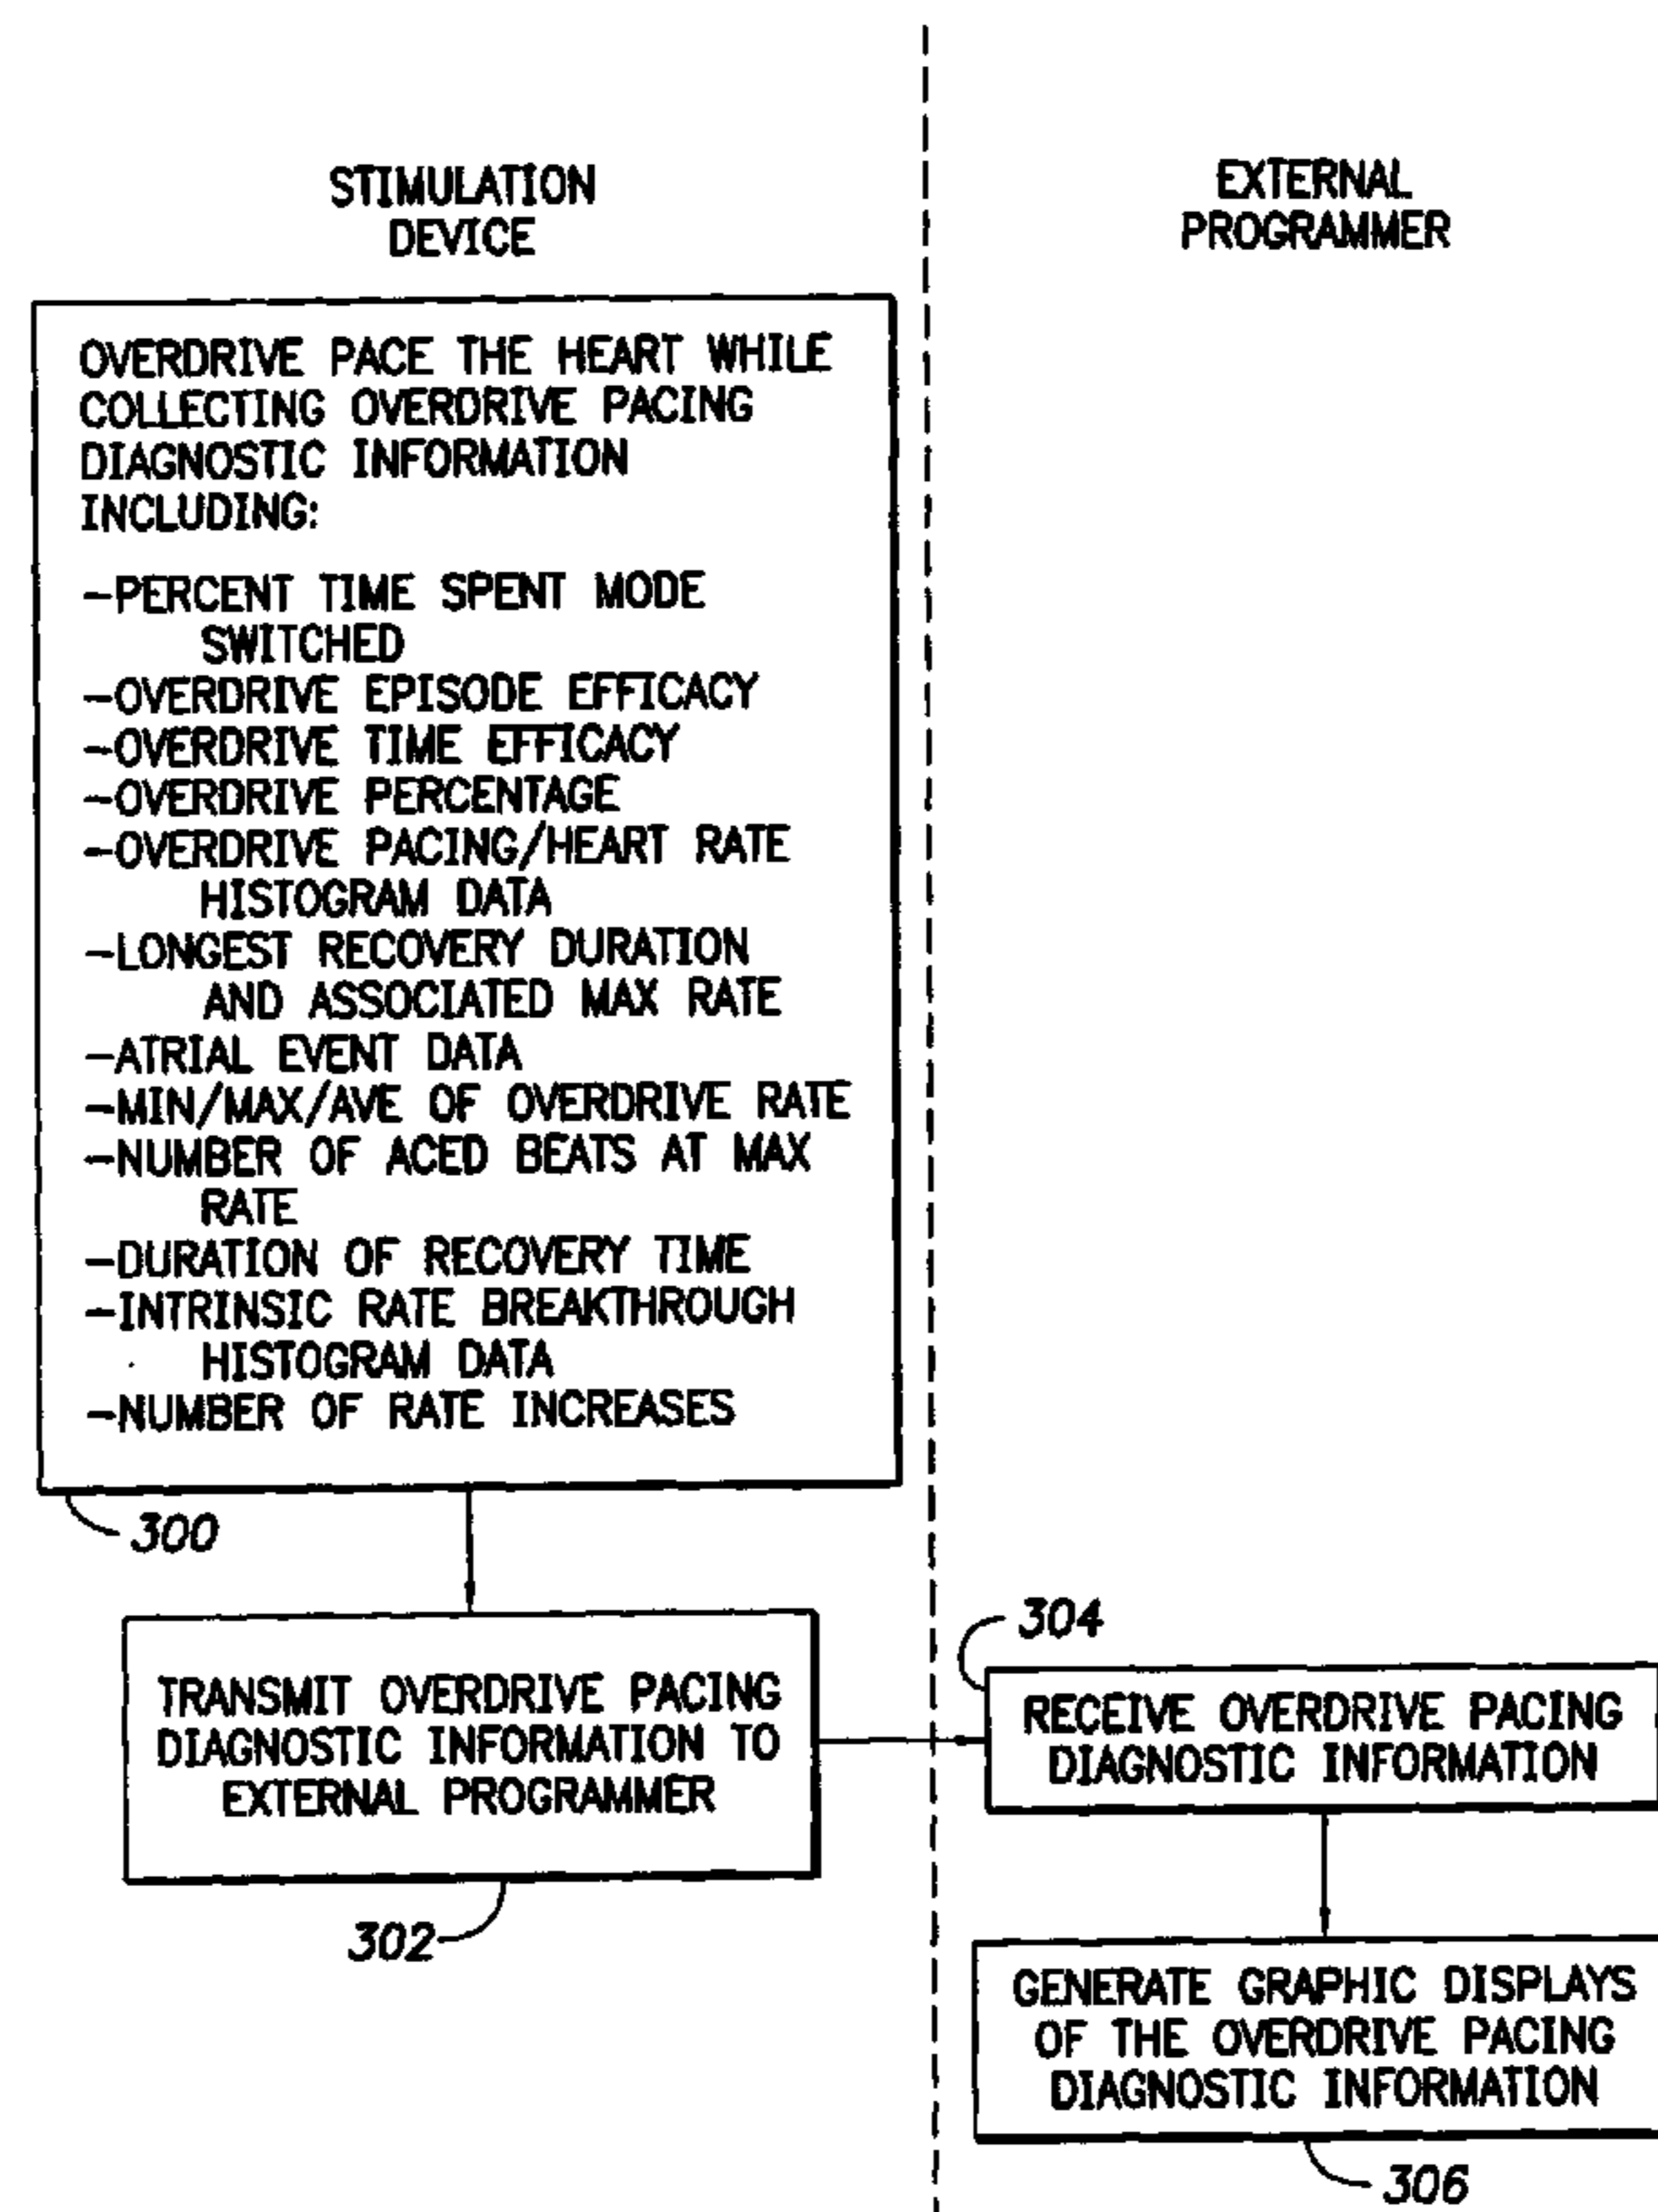 STIMULATION
DEVICE
EXTERNAL
PROGRAMMER
OVERDRIVE PACE THE HEART WHILE
COLLECTING OVERDRIVE PACING
DIAGNOSTIC INFORMATION
INCLUDING:
-PERCENT TIME SPENT MODE
SWITCHED
-OVERDRIVE EPISODE EFFICACY
-OVERDRIVE TIME EFFICACY
-OVERDRIVE PERCENTAGE
-OVERDRIVE PACING/HEART RATE
HISTOGRAM DATA
-LONGEST RECOVERY DURATION
AND ASSOCIATED MAX RATE
-ATRIAL EVENT DATA
-MIN/MAX/AVE OF OVERDRIVE RATE
-NUMBER OF ACED BEATS AT MAX
RATE
-DURATION OF RECOVERY TIME
-INTRINSIC RATE BREAKTHROUGH
HISTOGRAM DATA
-NUMBER OF RATE INCREASES
300
TRANSMIT OVERDRIVE PACING
DIAGNOSTIC INFORMATION TO
EXTERNAL PROGRAMMER
302
304
RECEIVE OVERDRIVE PACING
DIAGNOSTIC INFORMATION
GENERATE GRAPHIC DISPLAYS
OF THE OVERDRIVE PACING
DIAGNOSTIC INFORMATION
306